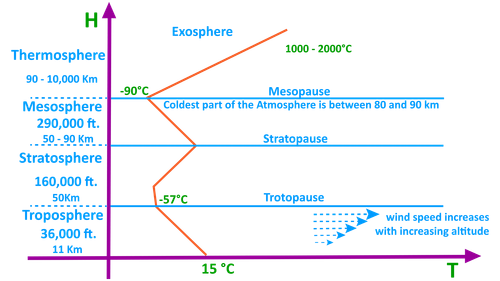 H
Exosphere
1000 - 2000°C
Thermosphere
90 - 10,000 Km
-90°C
Mesopause
Mesosphere
Coldest part of the Atmosphere is between 80 and 90 km
290,000 ft.
50 - 90 Km
Stratopause
Stratosphere
160,000 ft.
50Km
-57°C
Trotopause
Troposphere
wind speed increases
36,000 ft.
with increasing altitude
11 Km
15 °C
T